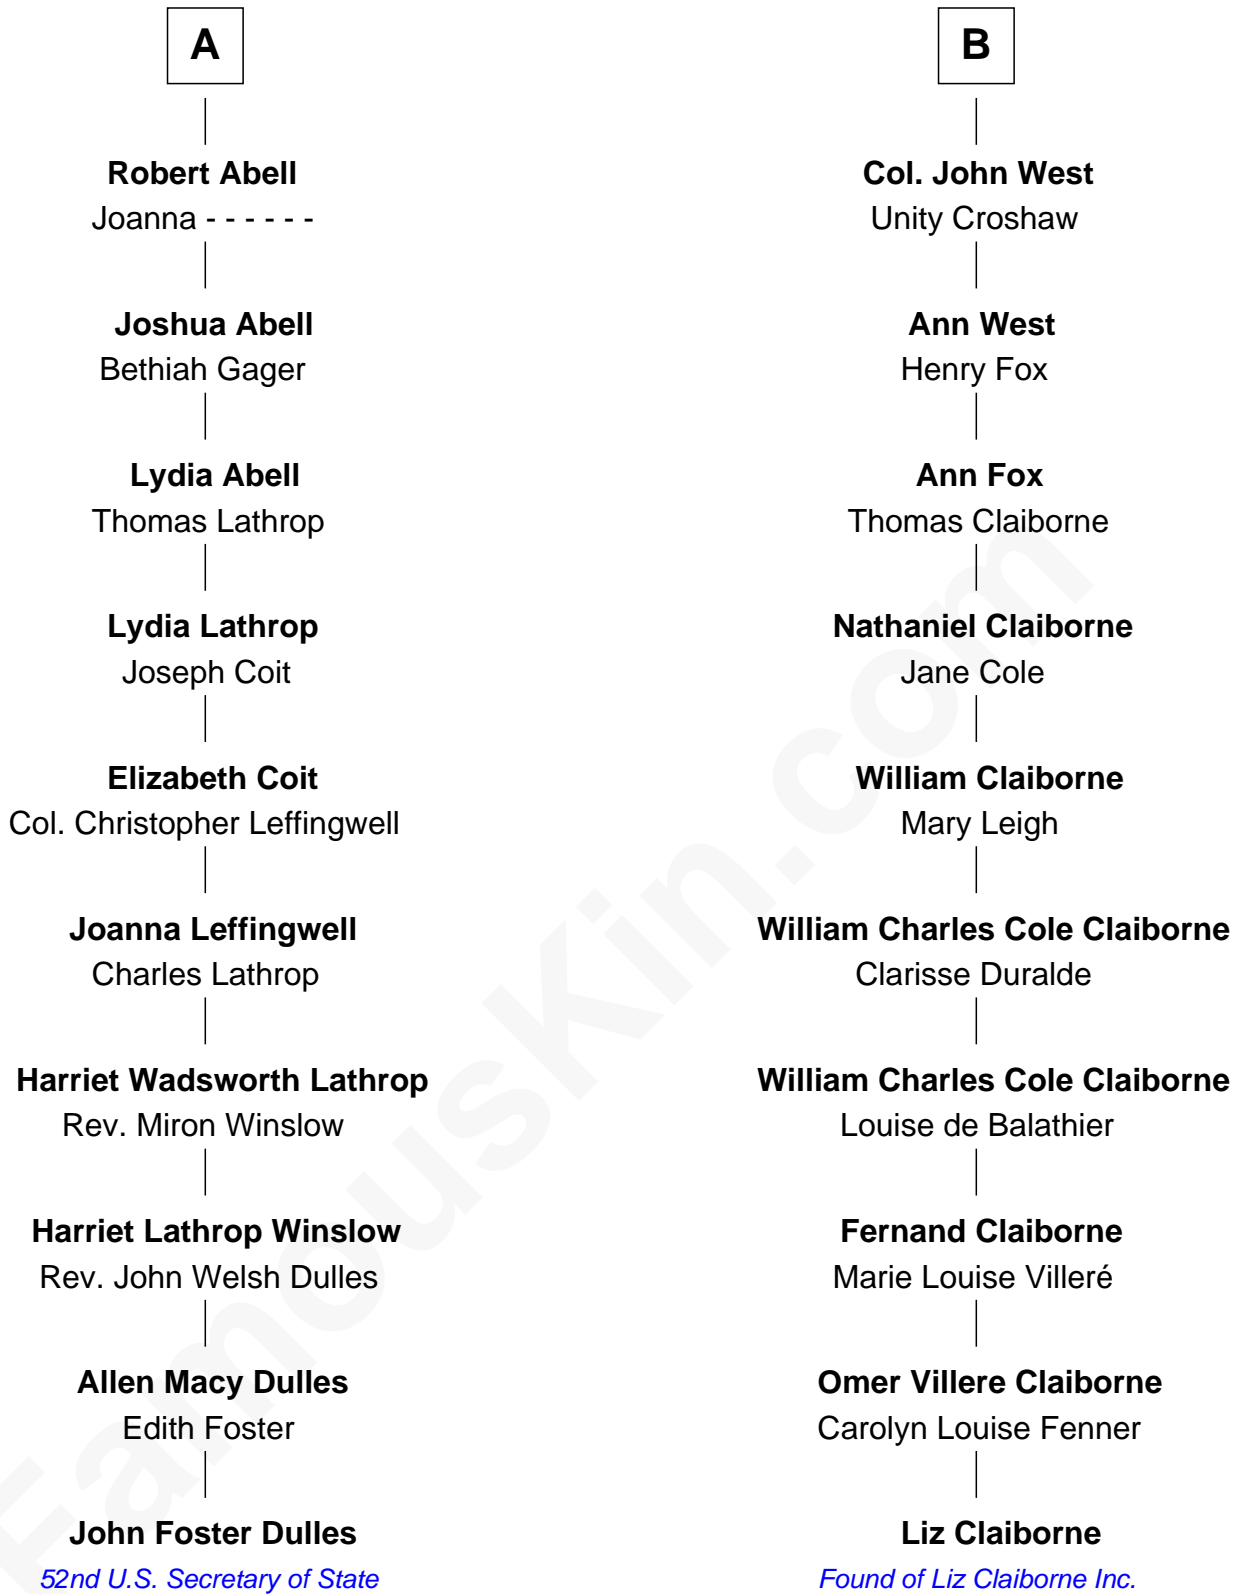 A
Robert Abell
Joanna - - - - - -
Joshua Abell
Bethiah Gager
Lydia Abell
Thomas Lathrop
Lydia Lathrop
Joseph Coit
Elizabeth Coit
Col. Christopher Leffingwell
Joanna Leffingwell
Charles Lathrop
Harriet Wadsworth Lathrop
Rev. Miron Winslow
Harriet Lathrop Winslow
Rev. John Welsh Dulles
Allen Macy Dulles
Edith Foster
John Foster Dulles
52nd U.S. Secretary of State
B
Col. John West
Unity Croshaw
Ann West
Henry Fox
Ann Fox
Thomas Claiborne
Nathaniel Claiborne
Jane Cole
William Claiborne
Mary Leigh
William Charles Cole Claiborne
Clarisse Duralde
William Charles Cole Claiborne
Louise de Balathier
Fernand Claiborne
Marie Louise Villeré
Omer Villere Claiborne
Carolyn Louise Fenner
Liz Claiborne
Found of Liz Claiborne Inc.
FamousKin.com